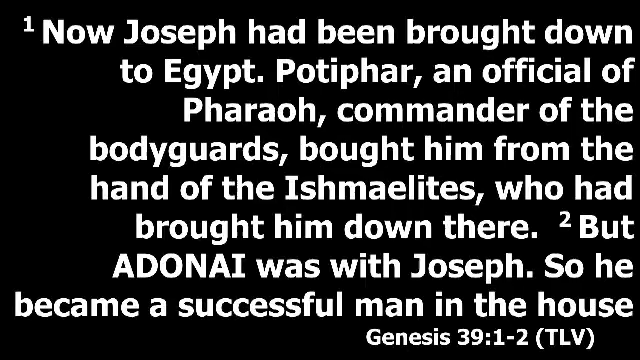 ¹ Now Joseph had been brought down
to Egypt. Potiphar, an official of
Pharaoh, commander of the
bodyguards, bought him from the
hand of the Ishmaelites, who had
brought him down there. ² But
ADONAI was with Joseph. So he
became a successful man in the house
Genesis 39:1-2 (TLV)